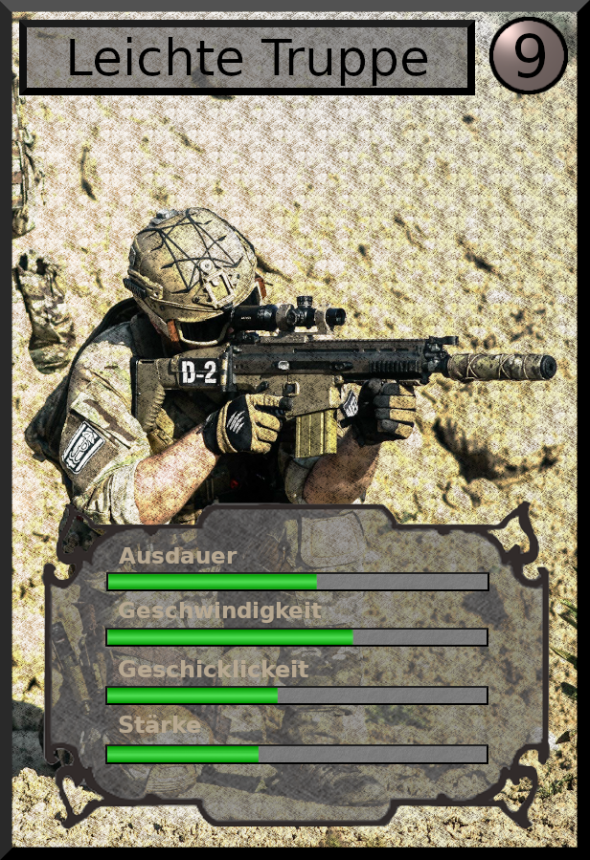 Leichte Truppe
9
D-2
Ausdauer
Geschwindigkeit
Geschicklickeit
Stärke